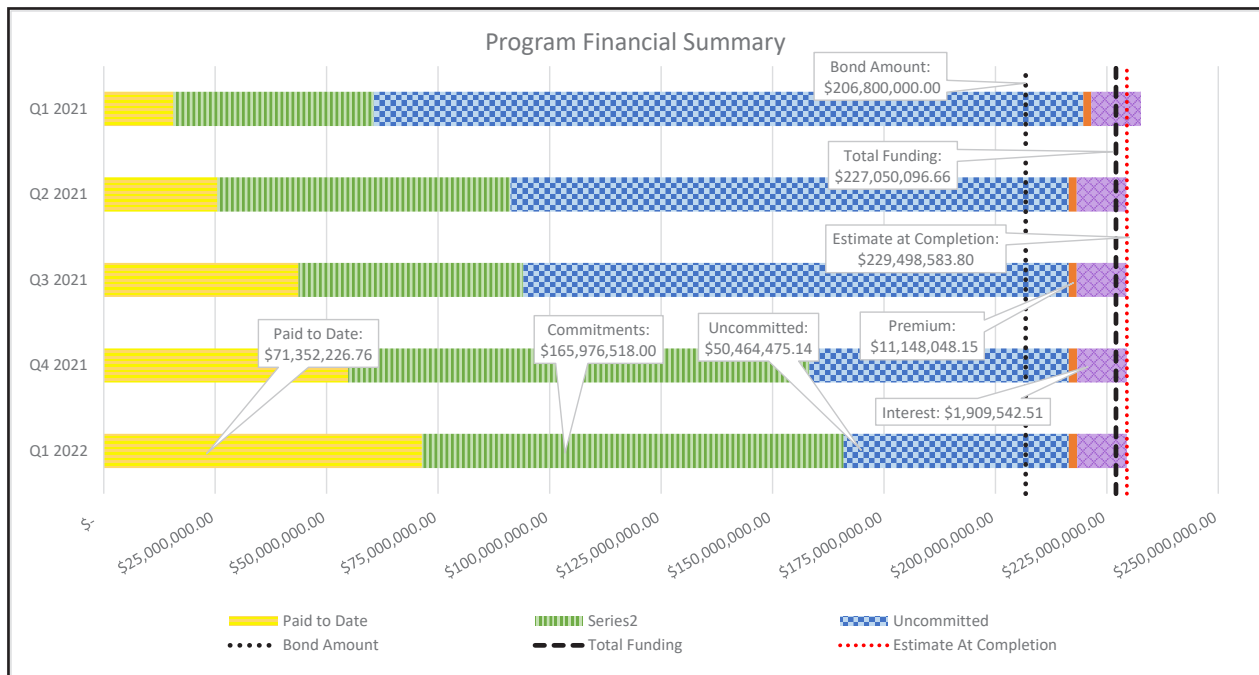 Program Financial Summary
Bond Amount:
$206,800,000.00
Q1 2021
Total Funding:
$227,050,096.66
Q2 2021
Estimate at Completion:
$229,498,583.80
Q3 2021
Premium:
$11,148,048.15
Paid to Date:
$71,352,226.76
Commitments:
$165,976,518.00
Uncommitted:
$50,464,475.14
Q4 2021
Interest: $1,909,542.51
Q1 2022
$-
$25,000,000.00
$50,000,000.00
$75,000,000.00
$100,000,000.00
$125,000,000.00
$150,000,000.00
$175,000,000.00
$200,000,000.00
$225,000,000.00
$250,000,000.00
Paid to Date
Series2
Uncommitted
Bond Amount
Total Funding
Estimate At Completion